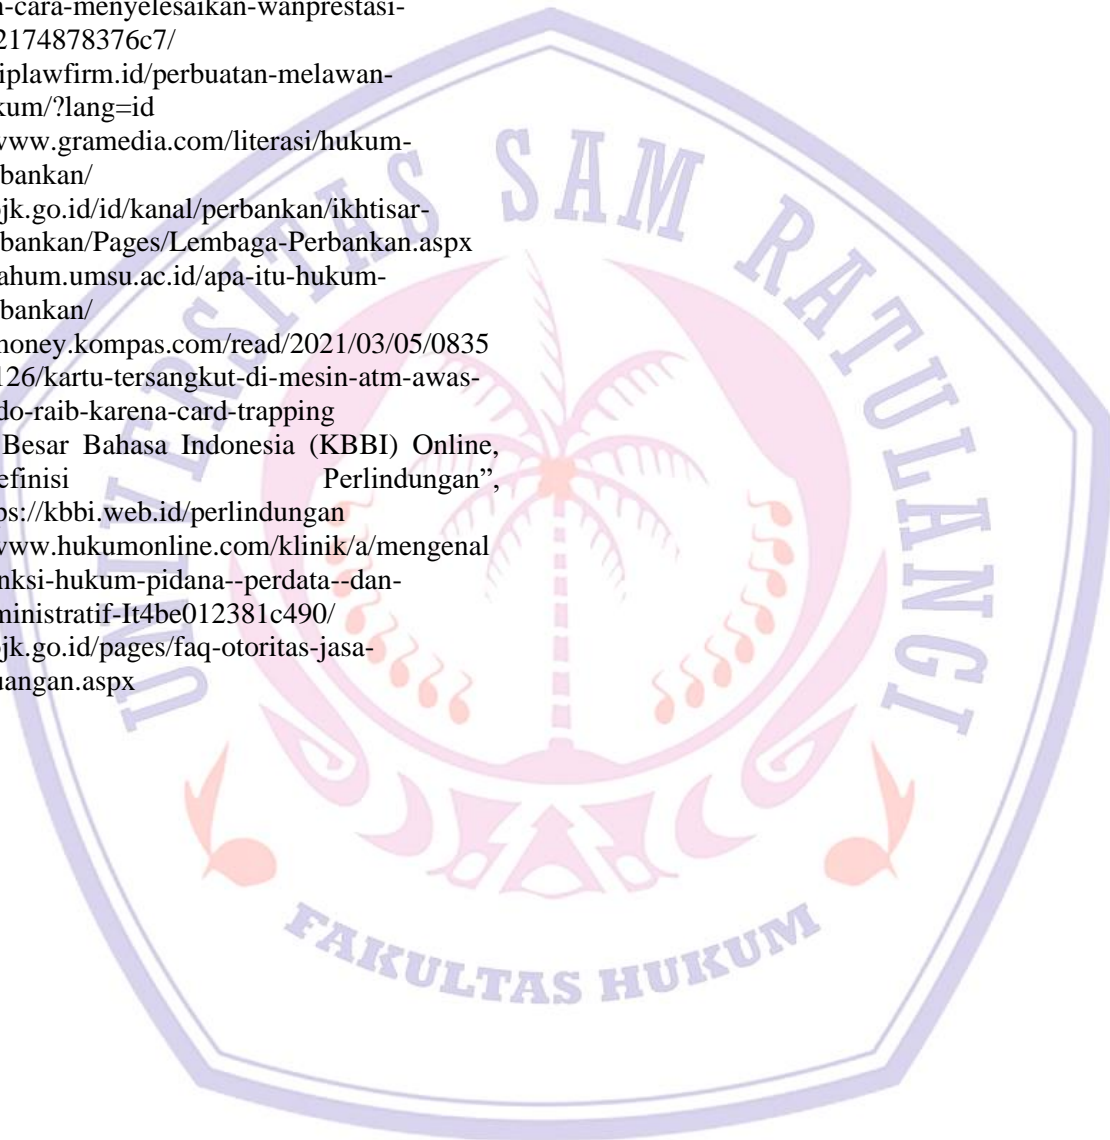 n-cara-menyelesaikan-wanprestasi-
2174878376c7/
iplawfirm.id/perbuatan-melawan-
kum/?lang=id
www.gramedia.com/literasi/hukum-
bankan/
jk.go.id/id/kanal/perbankan/ikhtisar-
bankan/Pages/Lembaga-Perbankan.aspx
ahum.umsu.ac.id/apa-itu-hukum-
bankan/
money.kompas.com/read/2021/03/05/0835
126/kartu-tersangkut-di-mesin-atm-awas-
do-raib-karena-card-trapping
Besar Bahasa Indonesia (KBBI) Online,
efinisi Perlindungan”,
ps://kbbi.web.id/perlindungan
www.hukumonline.com/klinik/a/mengenal
nksi-hukum-pidana--perdata--dan-
ministratif-It4be012381c490/
jk.go.id/pages/faq-otoritas-jasa-
uangan.aspx
UNIVERSITAS SAM RATULANGI
FAKULTAS HUKUM